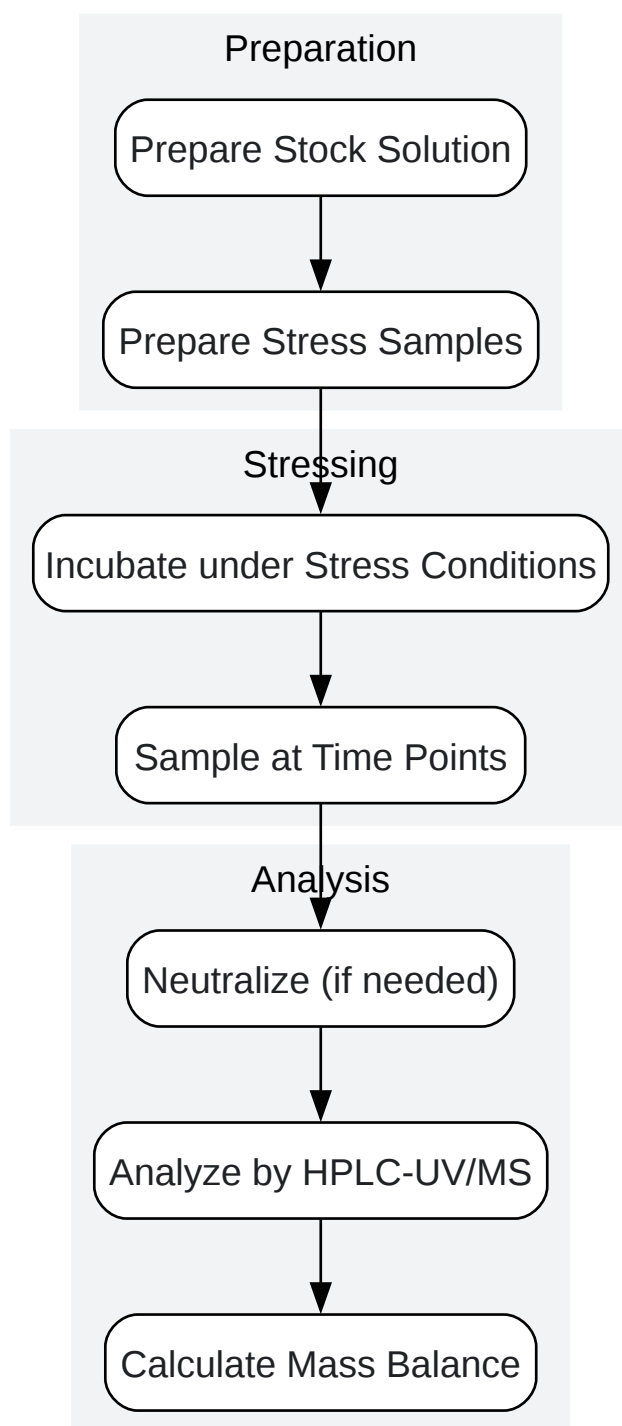 Preparation
Prepare Stock Solution
Prepare Stress Samples
Stressing
Incubate under Stress Conditions
Sample at Time Points
Analysis
Neutralize (if needed)
Analyze by HPLC-UV/MS
Calculate Mass Balance